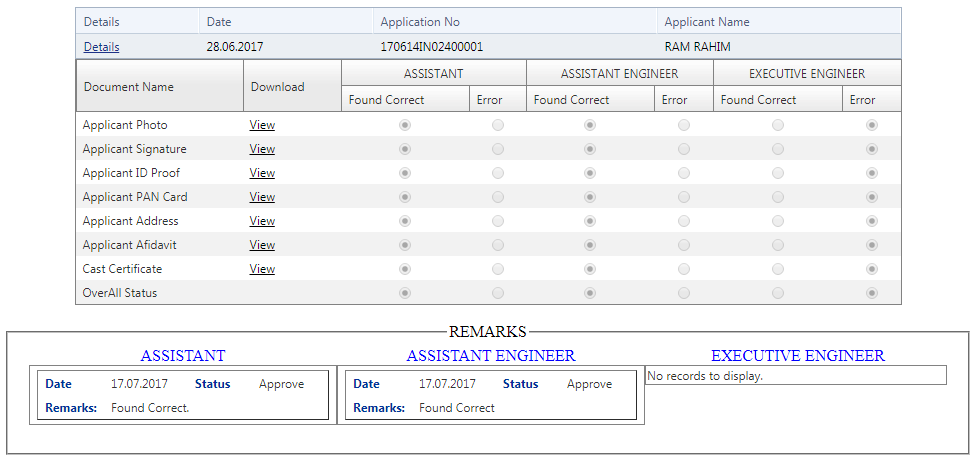 Details Date Application No Applicant Name
Details 28.06.2017 170614IN02400001 RAM RAHIM
Document Name Download ASSISTANT ASSISTANT ENGINEER EXECUTIVE ENGINEER
Found Correct Error Found Correct Error Found Correct Error
Applicant Photo View
Applicant Signature View
Applicant ID Proof View
Applicant PAN Card View
Applicant Address View
Applicant Afidavit View
Cast Certificate View
OverAll Status
REMARKS
ASSISTANT ASSISTANT ENGINEER EXECUTIVE ENGINEER
Date 17.07.2017 Status Approve Date 17.07.2017 Status Approve No records to display.
Remarks: Found Correct. Remarks: Found Correct